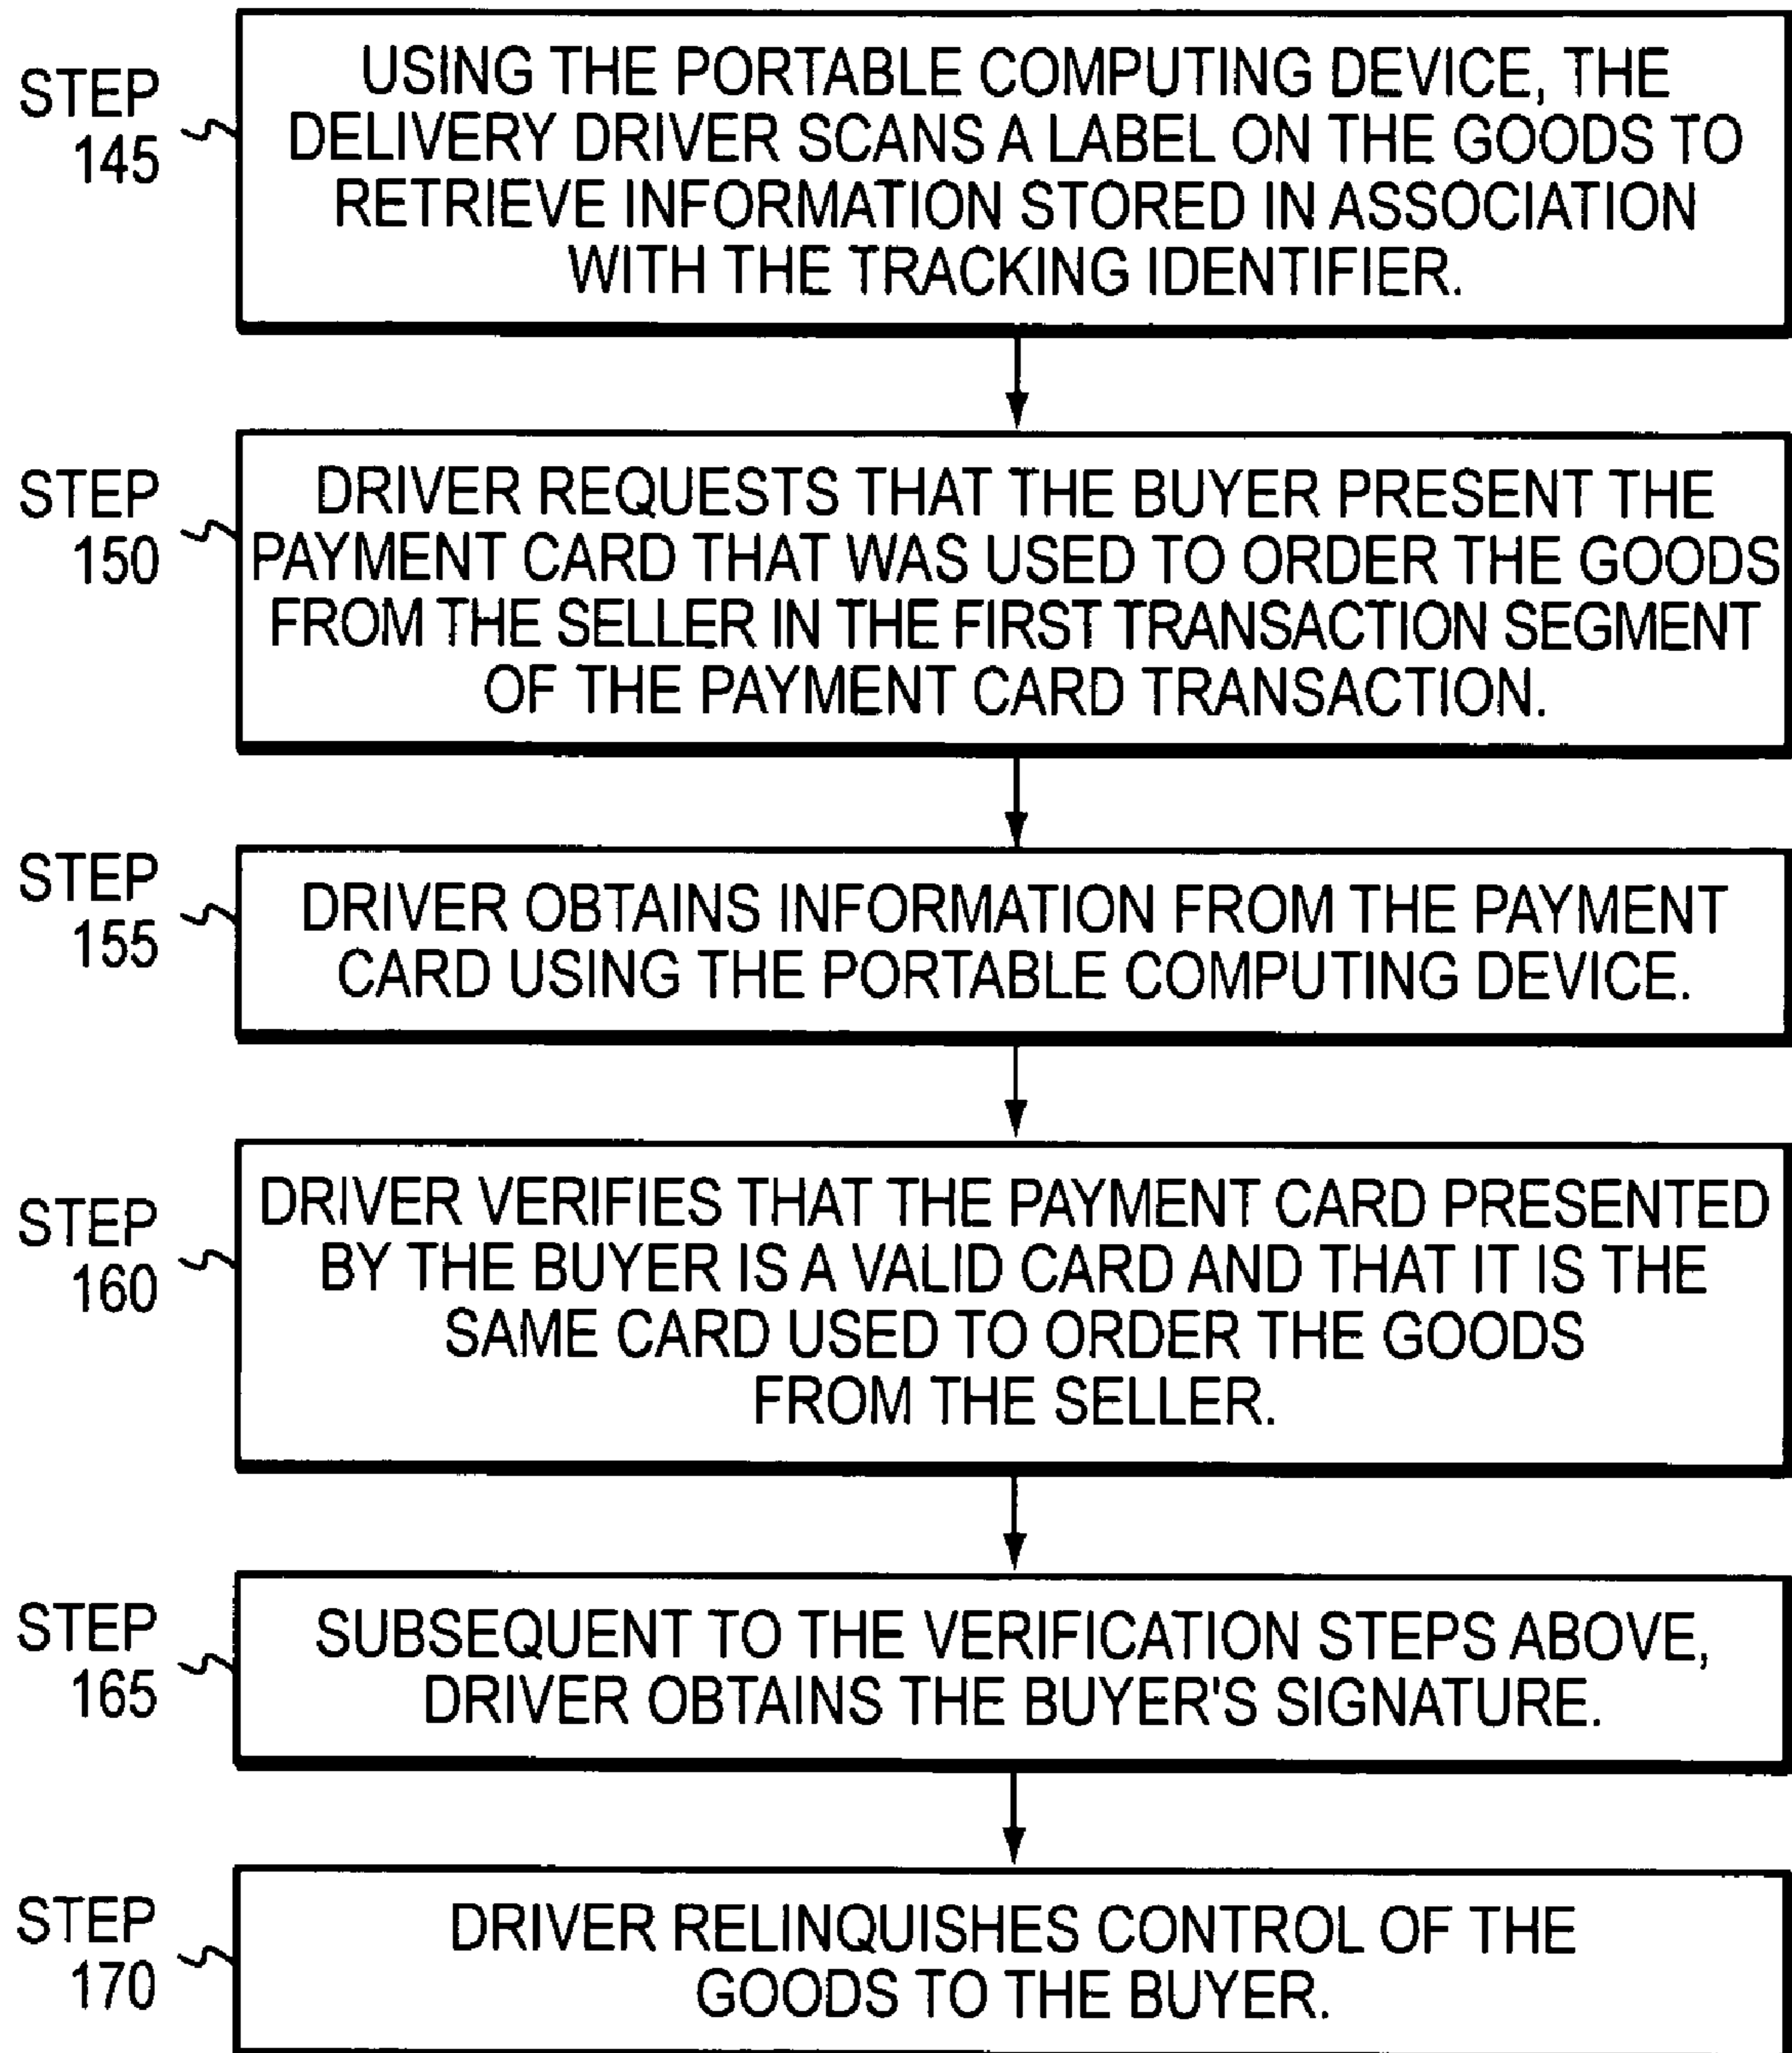 STEP
145
USING THE PORTABLE COMPUTING DEVICE, THE
DELIVERY DRIVER SCANS A LABEL ON THE GOODS TO
RETRIEVE INFORMATION STORED IN ASSOCIATION
WITH THE TRACKING IDENTIFIER.
STEP
150
DRIVER REQUESTS THAT THE BUYER PRESENT THE
PAYMENT CARD THAT WAS USED TO ORDER THE GOODS
FROM THE SELLER IN THE FIRST TRANSACTION SEGMENT
OF THE PAYMENT CARD TRANSACTION.
STEP
155
DRIVER OBTAINS INFORMATION FROM THE PAYMENT
CARD USING THE PORTABLE COMPUTING DEVICE.
STEP
160
DRIVER VERIFIES THAT THE PAYMENT CARD PRESENTED
BY THE BUYER IS A VALID CARD AND THAT IT IS THE
SAME CARD USED TO ORDER THE GOODS
FROM THE SELLER.
STEP
165
SUBSEQUENT TO THE VERIFICATION STEPS ABOVE,
DRIVER OBTAINS THE BUYER'S SIGNATURE.
STEP
170
DRIVER RELINQUISHES CONTROL OF THE
GOODS TO THE BUYER.